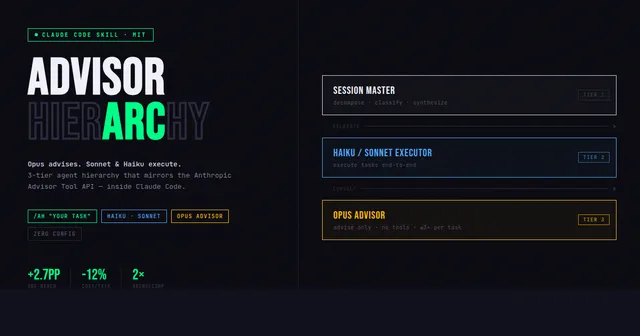 CLAUDE CODE SKILL · MIT
ADVISOR
HIERARCHY
Opus advises. Sonnet & Haiku execute.
3-tier agent hierarchy that mirrors the Anthropic
Advisor Tool API — inside Claude Code.
/AH "YOUR TASK"
HAIKU · SONNET
OPUS ADVISOR
ZERO CONFIG
+2.7PP
-12%
2×
SESSION MASTER
decompose · classify · synthesize
TIER 1
HAIKU / SONNET EXECUTOR
execute tasks end-to-end
TIER 2
OPUS ADVISOR
advise only · no tools ·
per task
TIER 3